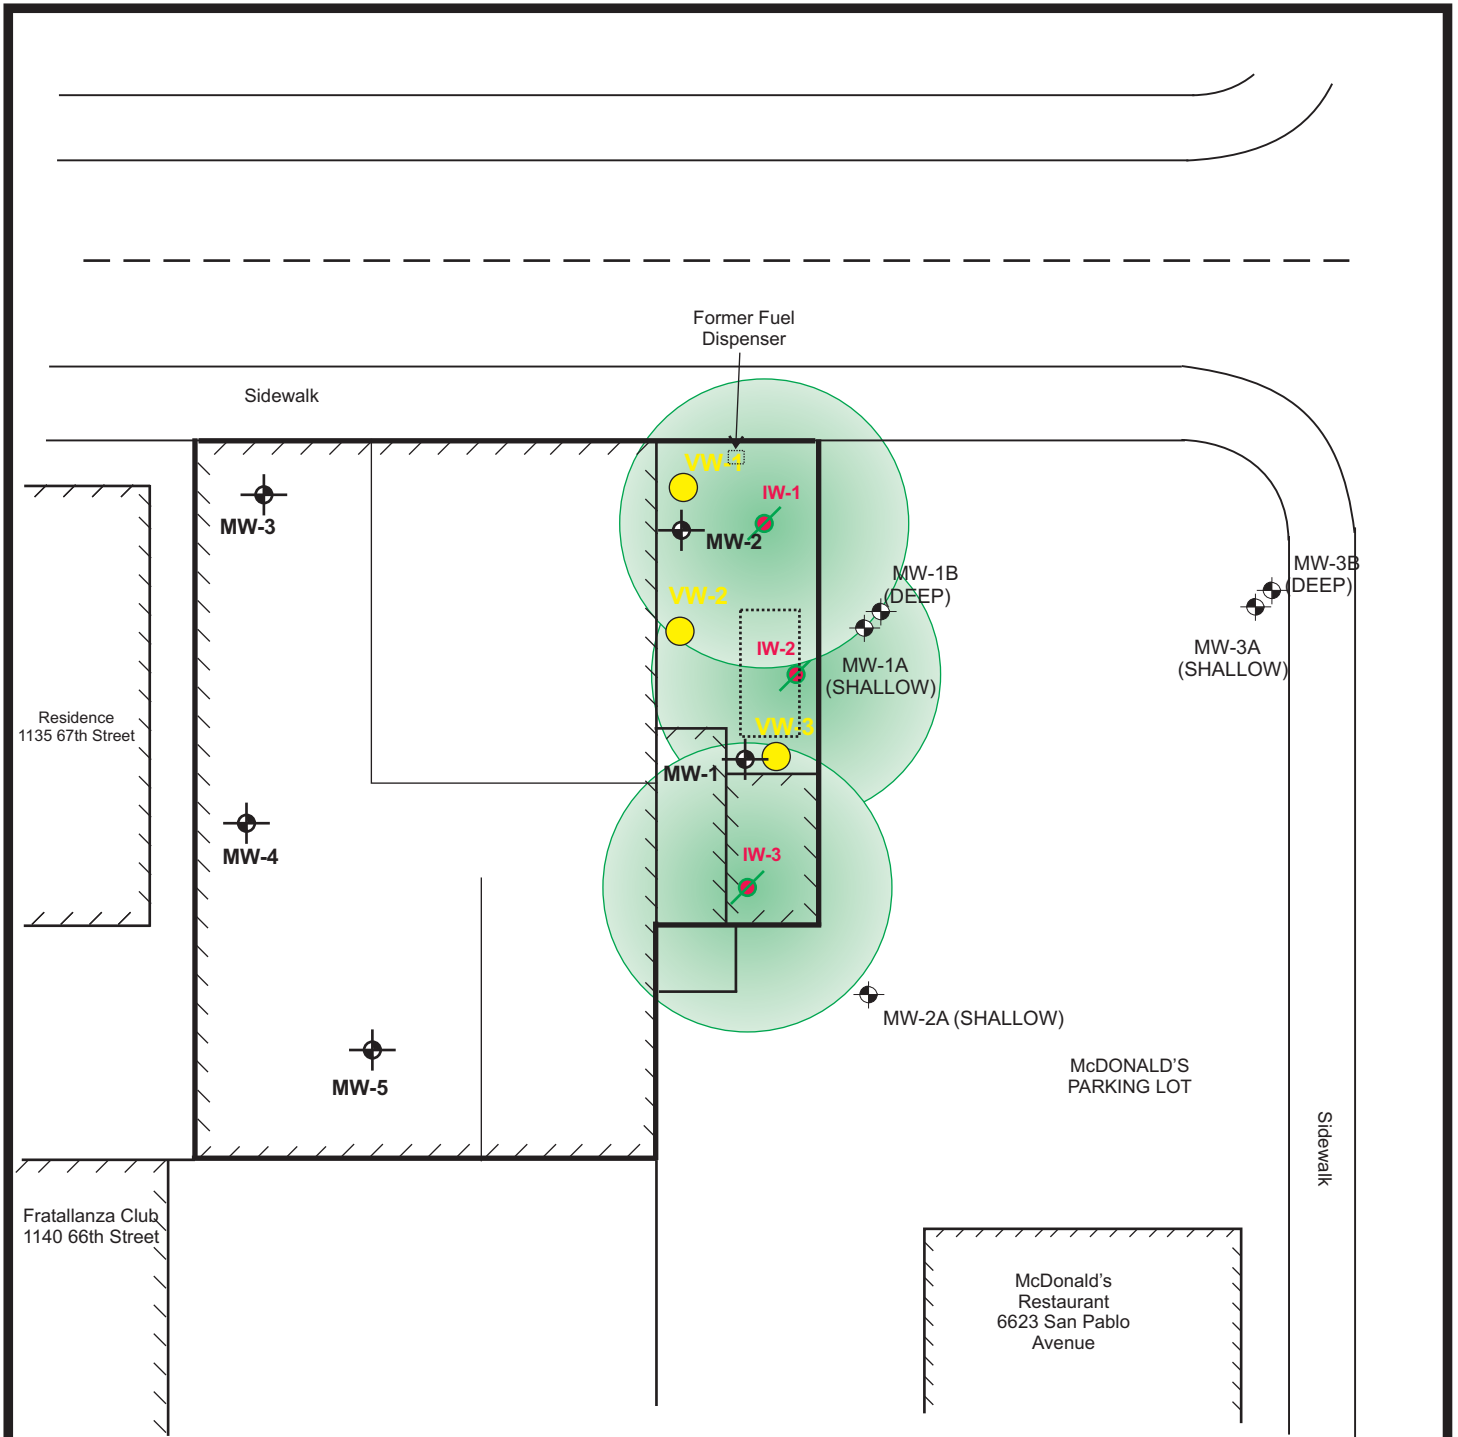 Former Fuel
Dispenser
Sidewalk
VW-1
IW-1
MW-3
MW-2
MW-1B
(DEEP)
MW-3B
(DEEP)
VW-2
IW-2
MW-1A
(SHALLOW)
MW-3A
(SHALLOW)
Residence
1135 67th Street
VW-3
MW-1
MW-4
IW-3
MW-2A (SHALLOW)
McDONALD'S
PARKING LOT
MW-5
Sidewalk
Fratallanza Club
1140 66th Street
McDonald's
Restaurant
6623 San Pablo
Avenue